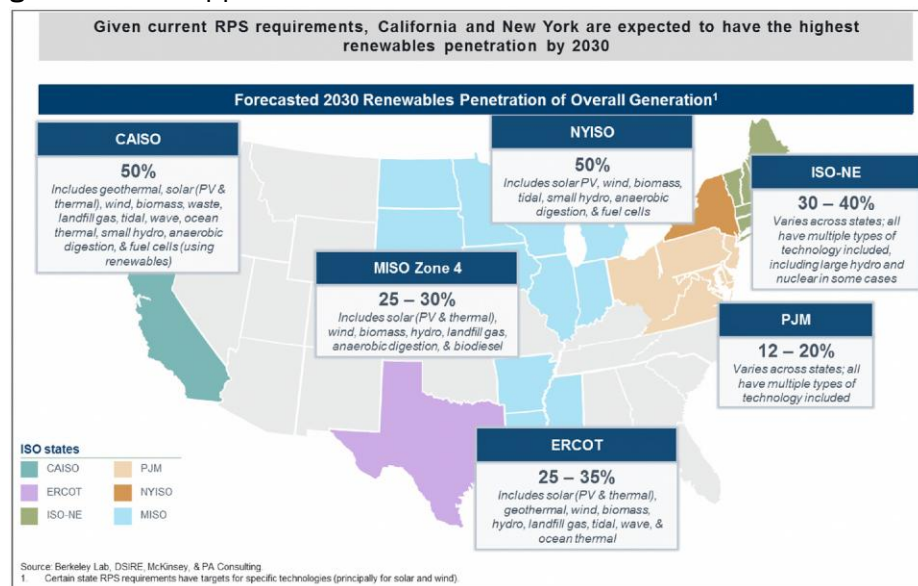 Given current RPS requirements, California and New York are expected to have the highest
renewables penetration by 2030
Forecasted 2030 Renewables Penetration of Overall Generation1
CAISO
50%
Includes geothermal, solar (PV &
thermal), wind, biomass, waste,
landfill gas, tidal, wave, ocean
thermal, small hydro, anaerobic
digestion, & fuel cells (using
renewables)
NYISO
50%
Includes solar PV, wind, biomass,
tidal, small hydro, anaerobic
digestion, & fuel cells
ISO-NE
30 – 40%
Varies across states; all
have multiple types of
technology included,
including large hydro and
nuclear in some cases
MISO Zone 4
25 – 30%
Includes solar (PV & thermal),
wind, biomass, hydro, landfill gas,
anaerobic digestion, & biodiesel
PJM
12 – 20%
Varies across states; all
have multiple types of
technology included
ERCOT
25 – 35%
Includes solar (PV & thermal),
geothermal, wind, biomass,
hydro, landfill gas, tidal, wave, &
ocean thermal
ISO states
CAISO
PJM
ERCOT
NYISO
ISO-NE
MISO
Source: Berkeley Lab, DSIRE, McKinsey, & PA Consulting.
1. Certain state RPS requirements have targets for specific technologies (principally for solar and wind).